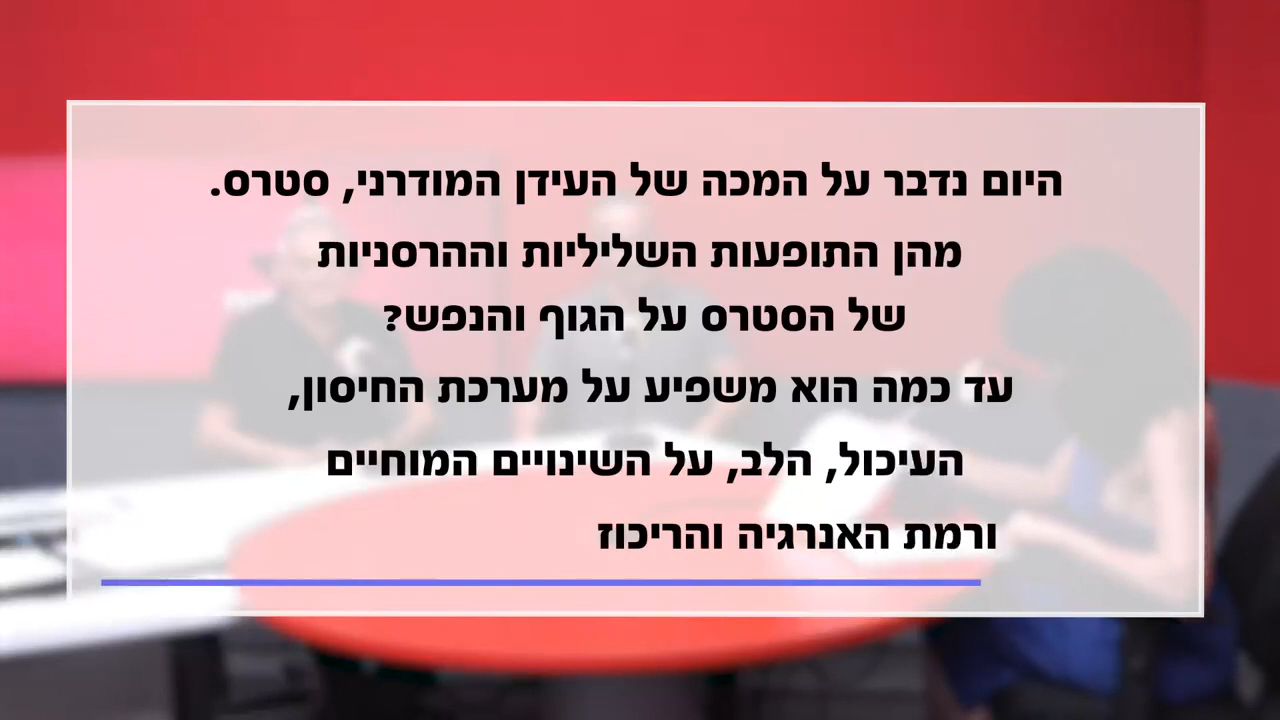 היום נדבר על המכה של העידן המודרני, סטרס.
מהן התופעות השליליות וההרסניות
של הסטרס על הגוף והנפש?
עד כמה הוא משפיע על מערכת החיסון,
העיכול, הלב, על השינויים המוחיים
ורמת האנרגיה והריכוז